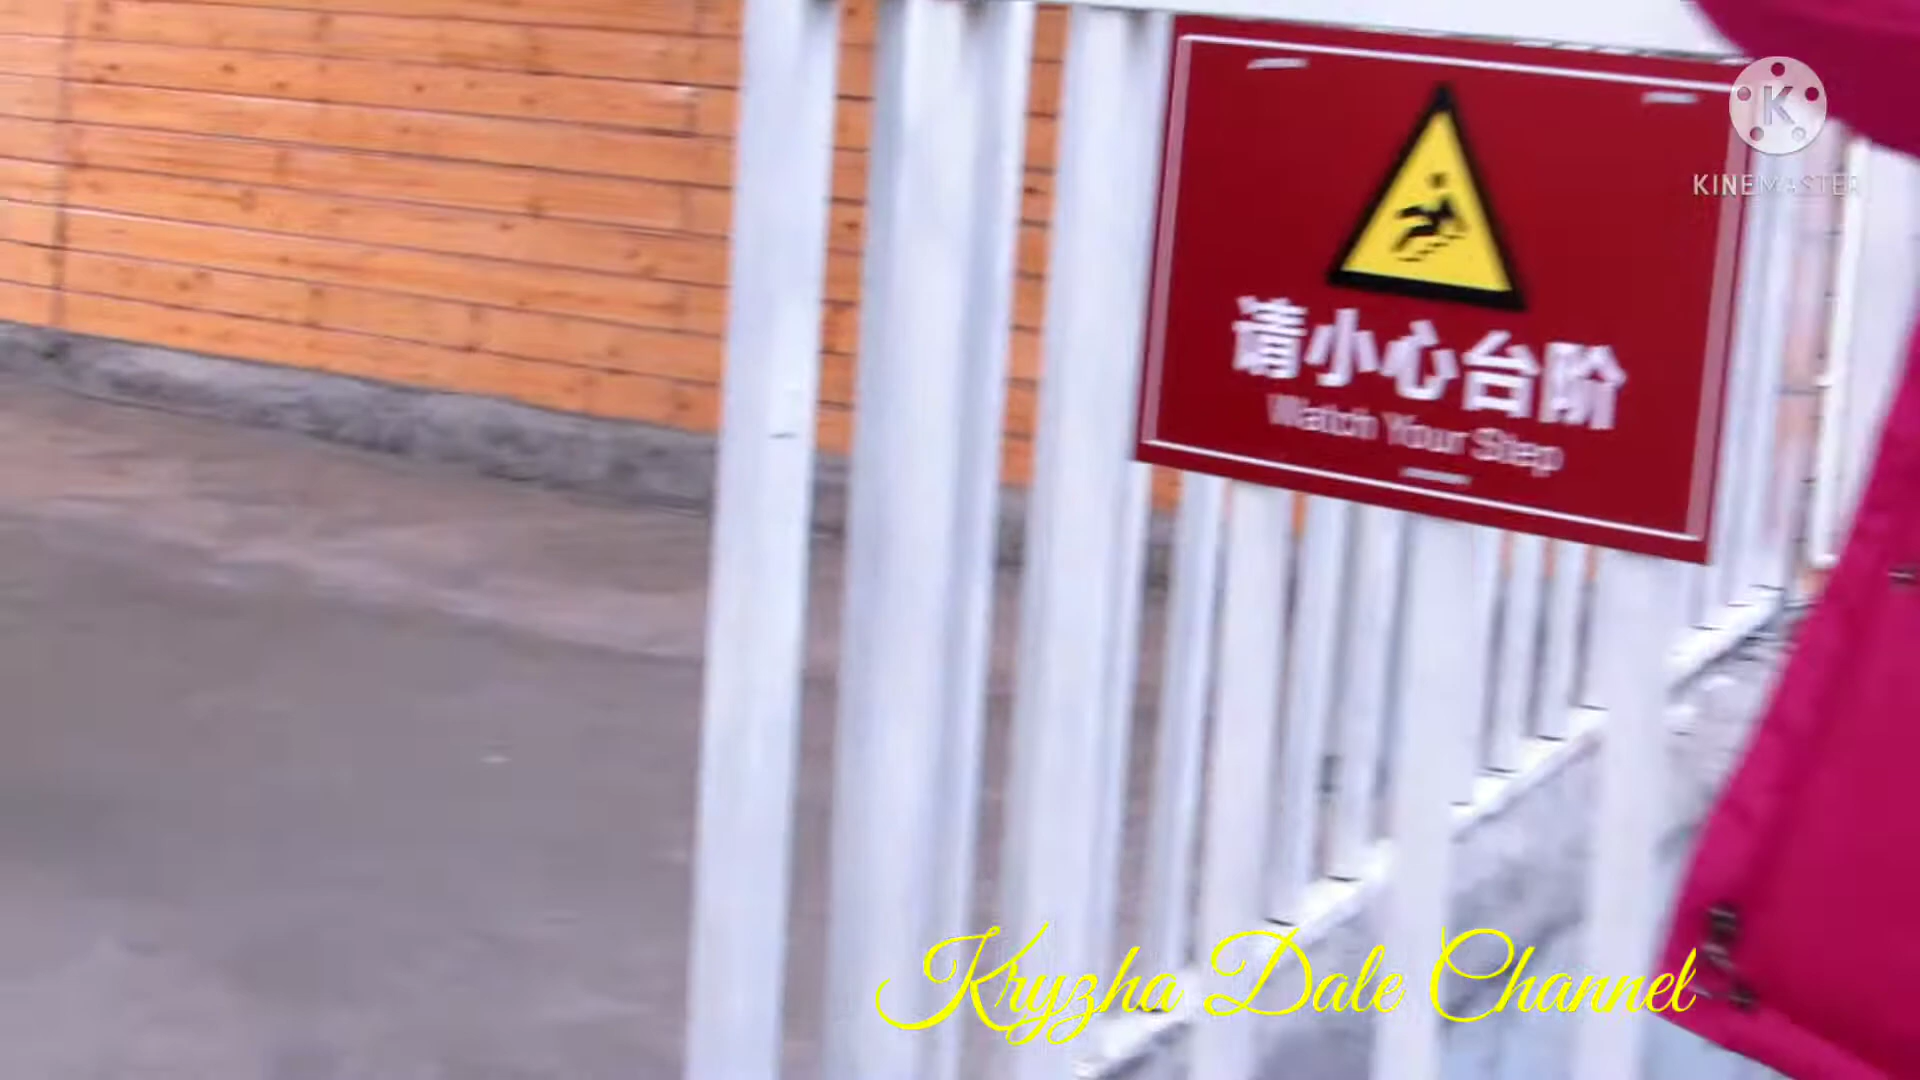 K
KINEMASTER
请小心台阶
Watch Your Step
Kryzha Dale Channel